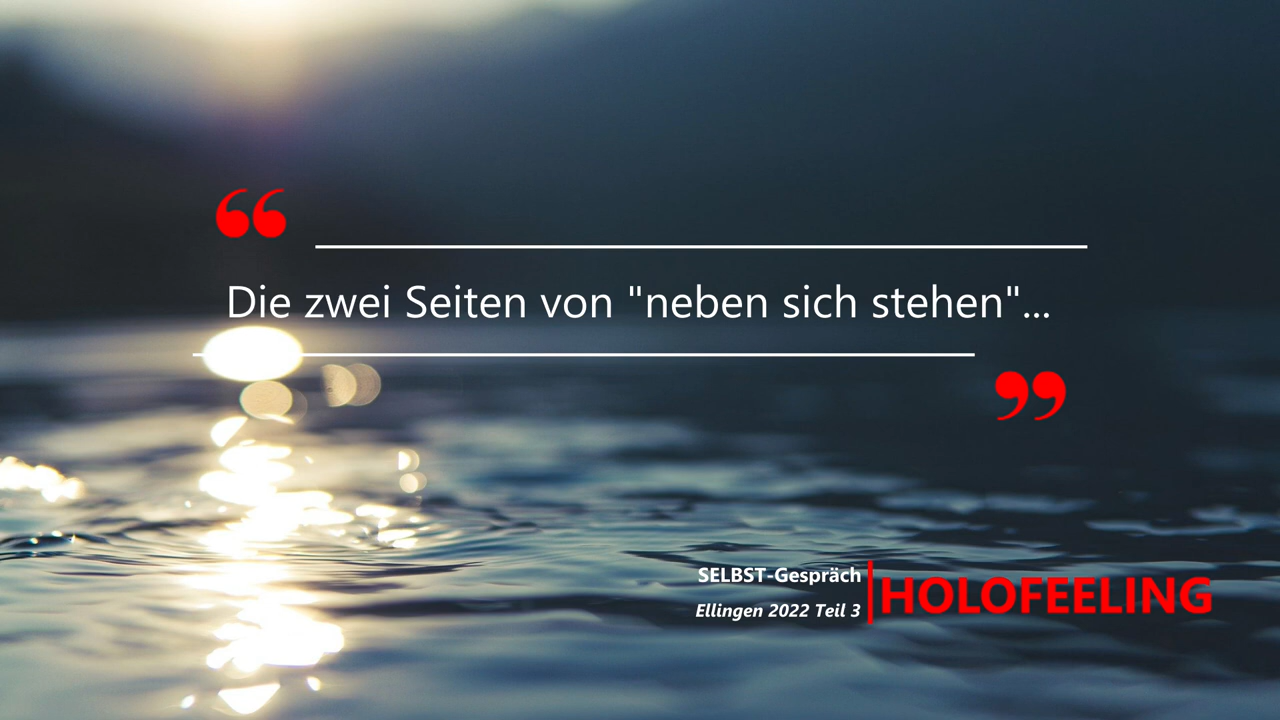 “
Die zwei Seiten von "neben sich stehen"...
”
SELBST-Gespräch
Ellingen 2022 Teil 3
HOLOFEELING